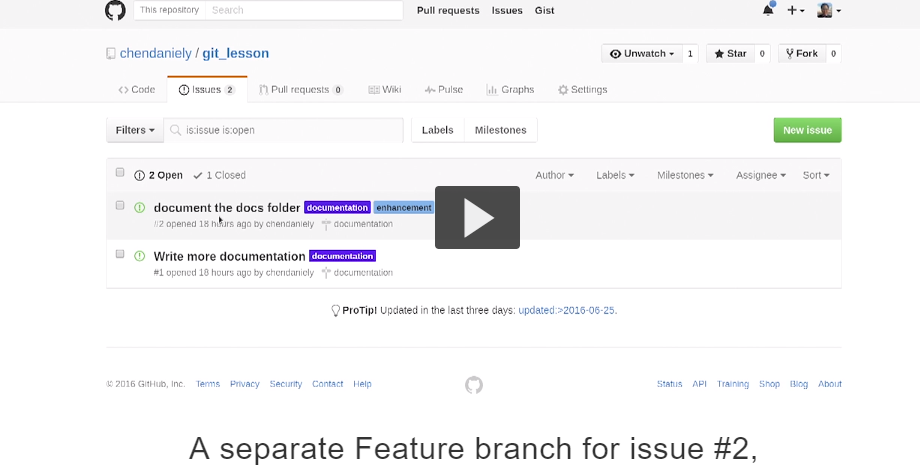 This repository Search Pull requests Issues Gist
chendaniely / git_lesson Unwatch 1 Star 0 Fork 0
Code Issues 2 Pull requests 0 Wiki Pulse Graphs Settings
Filters is:issue is:open Labels Milestones New issue
2 Open 1 Closed Author Labels Milestones Assignee Sort
document the docs folder documentation enhancement
#2 opened 18 hours ago by chendaniely documentation
Write more documentation documentation
#1 opened 18 hours ago by chendaniely documentation
ProTip! Updated in the last three days: updated:>2016-06-25.
© 2016 GitHub, Inc. Terms Privacy Security Contact Help Status API Training Shop Blog About
A separate Feature branch for issue #2,